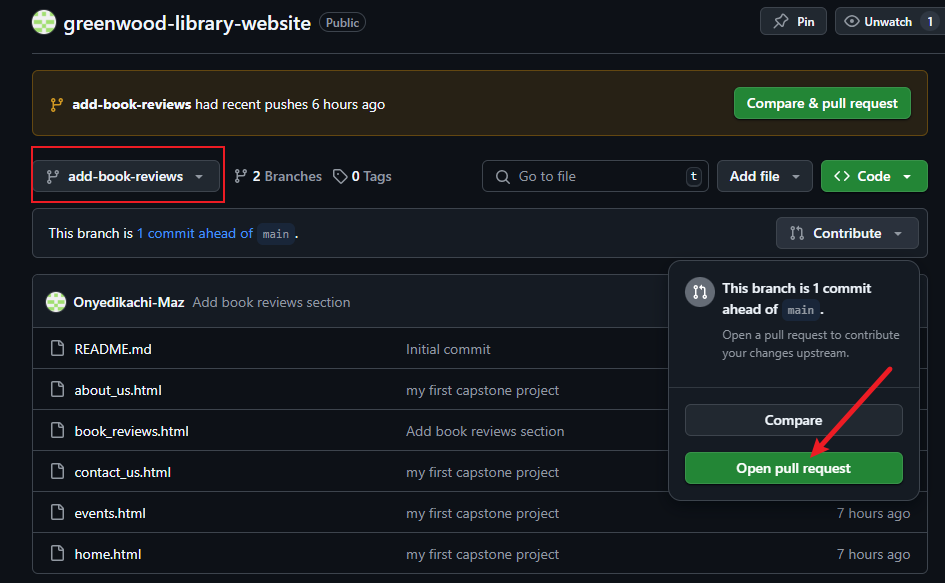 greenwood-library-website Public Pin Unwatch 1
add-book-reviews had recent pushes 6 hours ago Compare & pull request
add-book-reviews 2 Branches 0 Tags Go to file t Add file Code
This branch is 1 commit ahead of main . Contribute
This branch is 1 commit
ahead of main .
Open a pull request to contribute
your changes upstream.
Compare
Open pull request
Onyedikachi-Maz Add book reviews section
README.md Initial commit
about_us.html my first capstone project
book_reviews.html Add book reviews section
contact_us.html my first capstone project
events.html my first capstone project 7 hours ago
home.html my first capstone project 7 hours ago